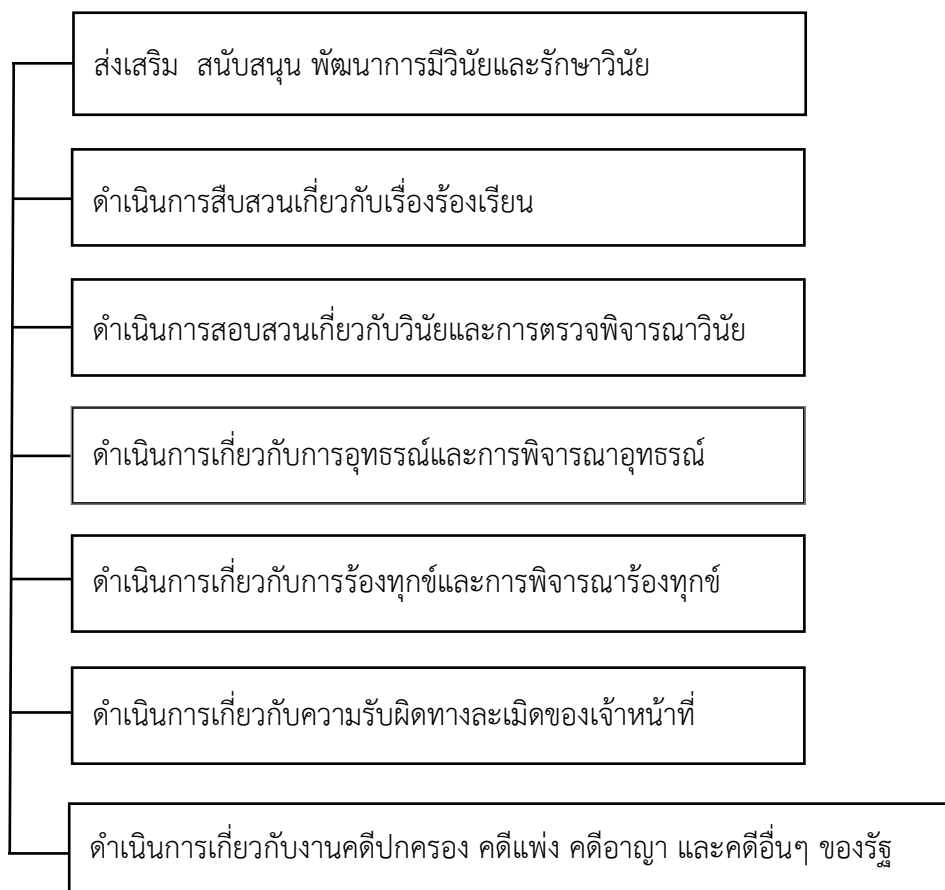 ส่งเสริม  สนับสนุน พัฒนาการมีวินัยและรักษาวินัย
ดำเนินการสืบสวนเกี่ยวกับเรื่องร้องเรียน
ดำเนินการสอบสวนเกี่ยวกับวินัยและการตรวจพิจารณาวินัย
ดำเนินการเกี่ยวกับการอุทธรณ์และการพิจารณาอุทธรณ์
ดำเนินการเกี่ยวกับการร้องทุกข์และการพิจารณาร้องทุกข์
ดำเนินการเกี่ยวกับความรับผิดทางละเมิดของเจ้าหน้าที่
ดำเนินการเกี่ยวกับงานคดีปกครอง คดีแพ่ง คดีอาญา และคดีอื่นๆ ของรัฐ